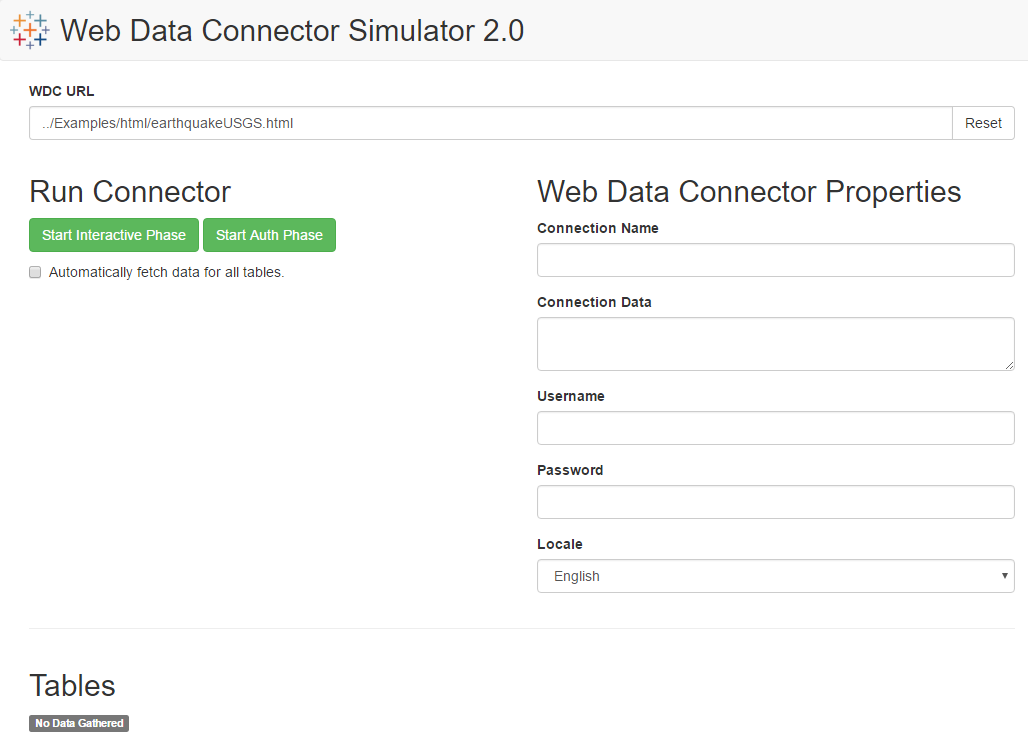 Web Data Connector Simulator 2.0
WDC URL
../Examples/html/earthquakeUSGS.html
Reset
Run Connector
Start Interactive Phase
Start Auth Phase
Automatically fetch data for all tables.
Web Data Connector Properties
Connection Name
Connection Data
Username
Password
Locale
English
Tables
No Data Gathered